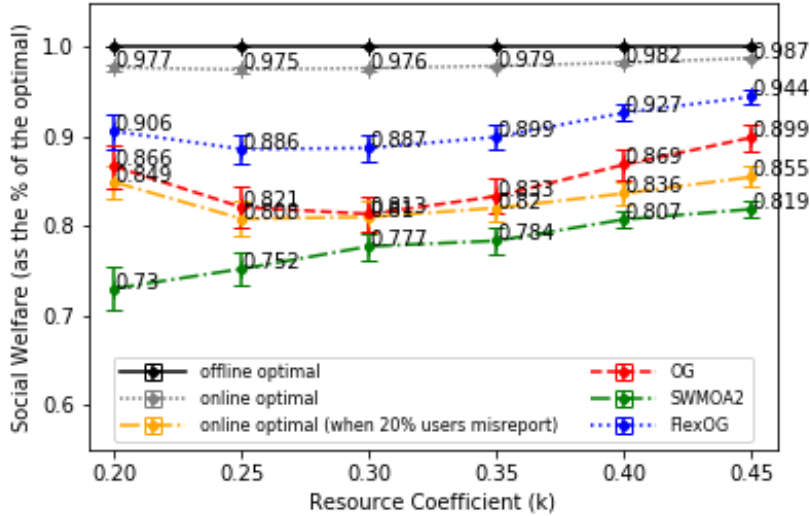 Social Welfare (as the % of the optimal)
1.0
0.9
0.8
0.7
0.6
0.977 0.975 0.976 0.979 0.982 0.987
0.906 0.886 0.887 0.899 0.927 0.944
0.866 0.821 0.813 0.833 0.869 0.899
0.849 0.808 0.81 0.82 0.836 0.855
0.73 0.752 0.777 0.784 0.807 0.819
offline optimal
online optimal
online optimal (when 20% users misreport)
OG
SWMOA2
FlexOG
0.20 0.25 0.30 0.35 0.40 0.45
Resource Coefficient (k)